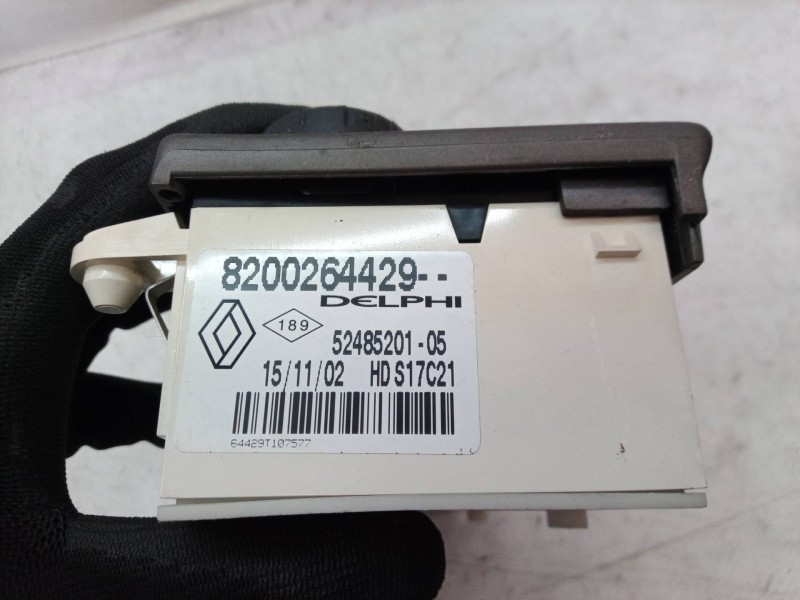 8200264429--
DELPHI
189
52485201-05
15/11/02 HD S17C21
64429T107577